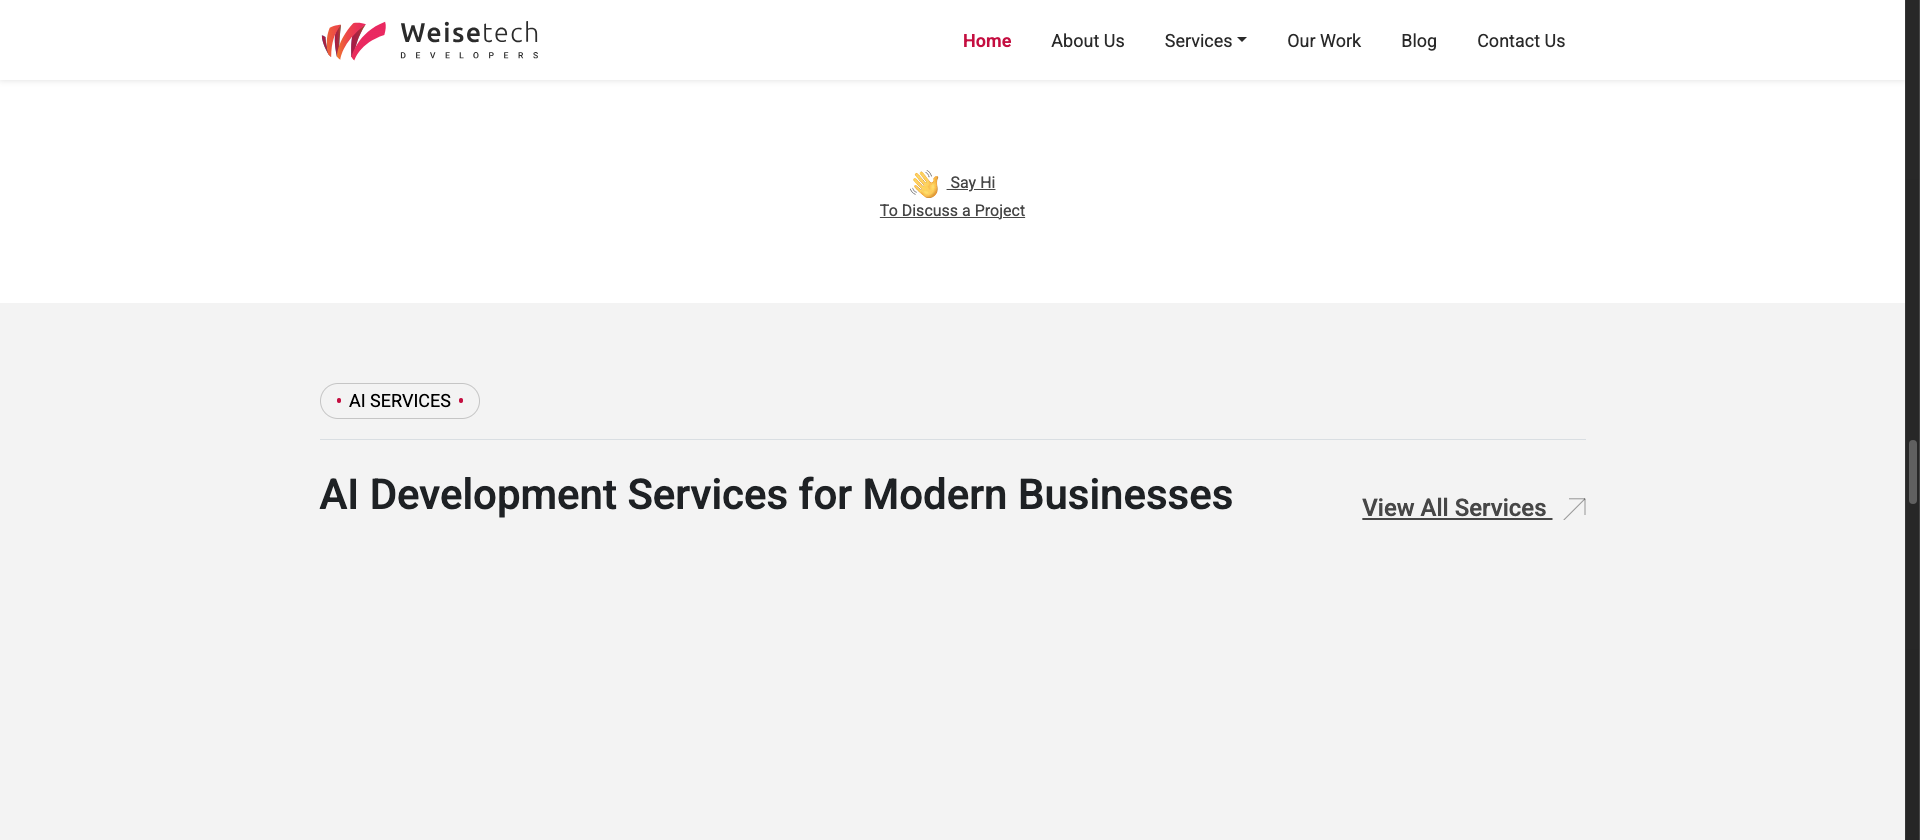 Weisetech
DEVELOPERS
Home
About Us
Services
Our Work
Blog
Contact Us
Say Hi
To Discuss a Project
• AI SERVICES •
AI Development Services for Modern Businesses
View All Services